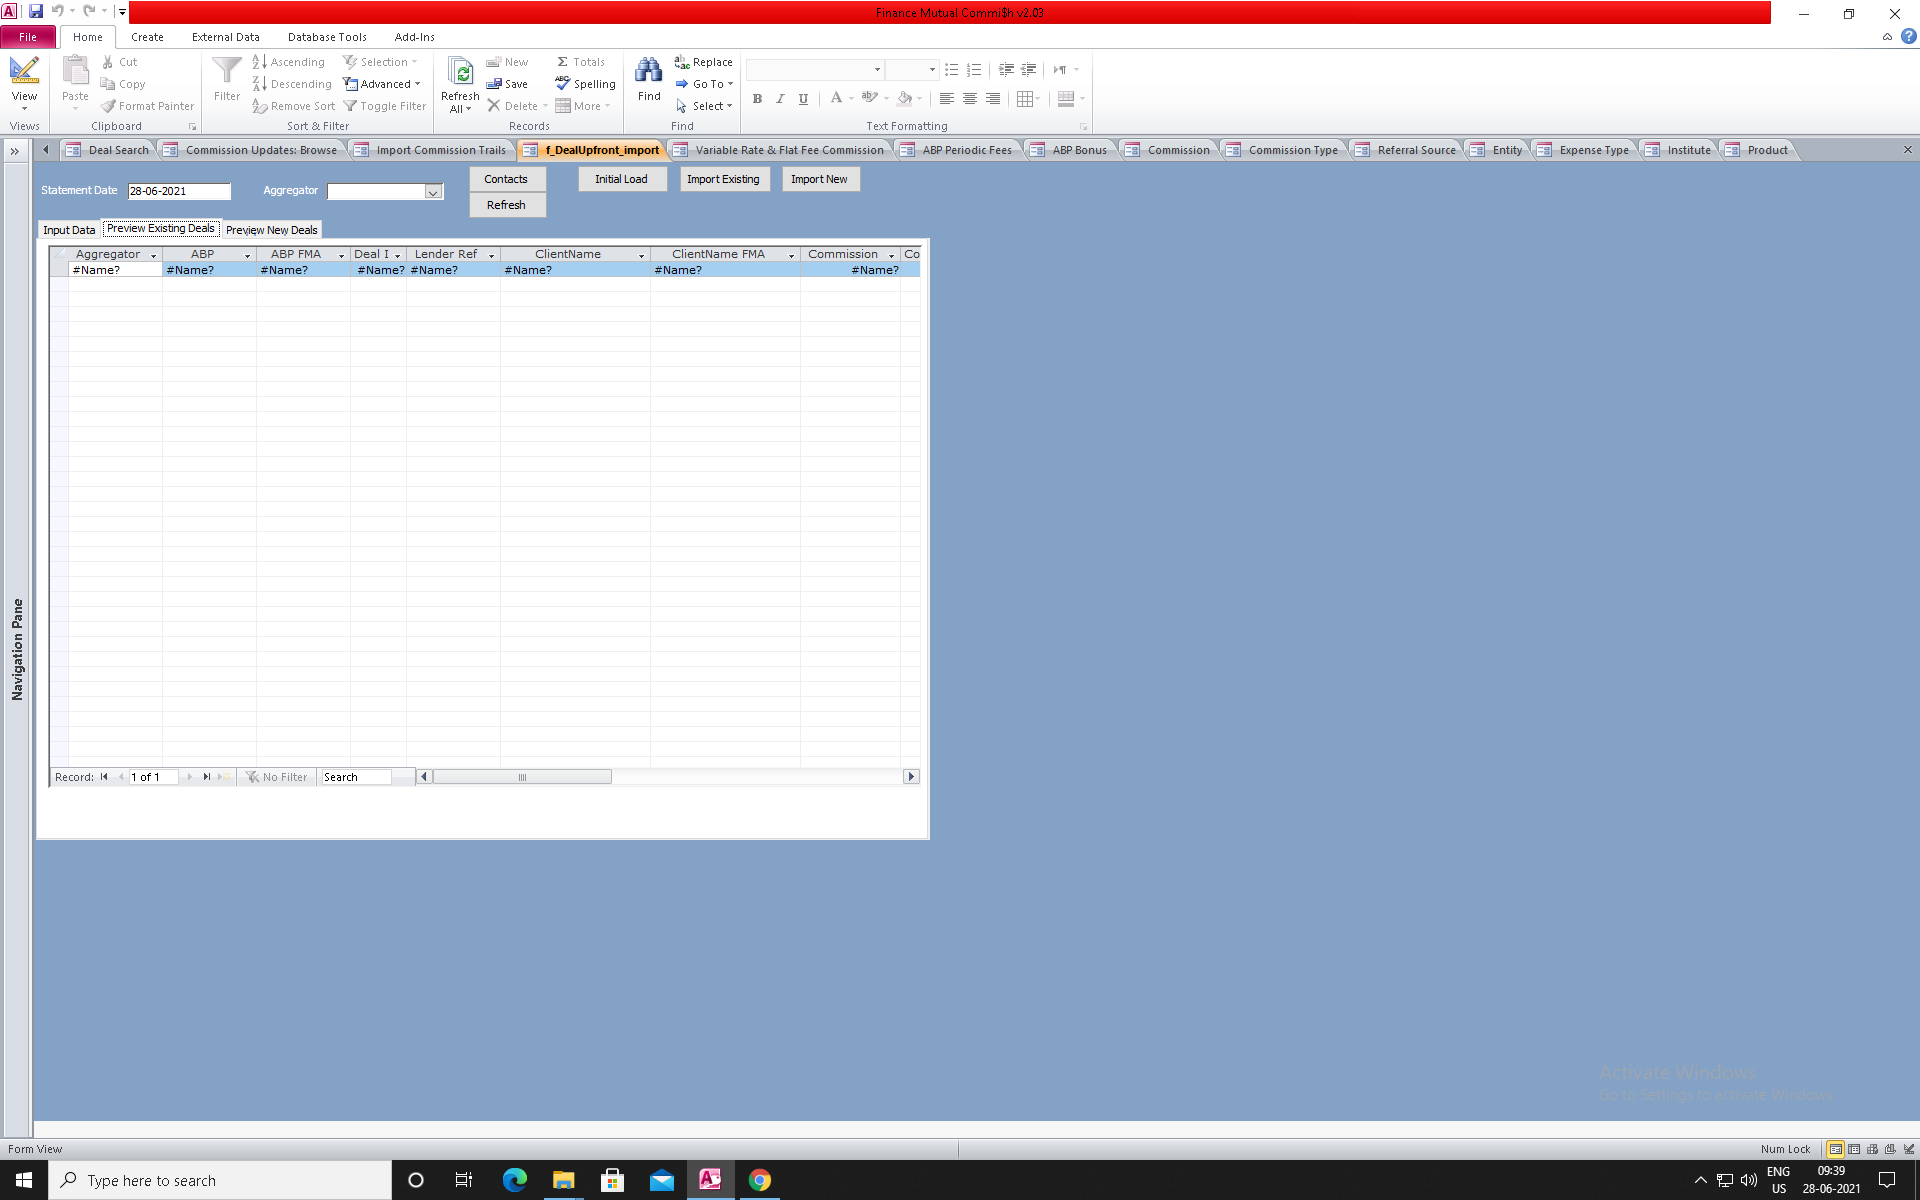 Finance Mutual Commi$h v2.03
File Home Create External Data Database Tools Add-Ins
View Paste Cut Copy Format Painter Filter Ascending Descending Remove Sort Selection Advanced Toggle Filter Refresh All New Save Delete Totals Spelling More Find Replace Go To Select B I U A
Views Clipboard Sort & Filter Records Find Text Formatting
Deal Search Commission Updates: Browse Import Commission Trails f_DealUpfront_import Variable Rate & Flat Fee Commission ABP Periodic Fees ABP Bonus Commission Commission Type Referral Source Entity Expense Type Institute Product
Statement Date 28-06-2021 Aggregator Contacts Initial Load Import Existing Import New
Refresh
Input Data Preview Existing Deals Preview New Deals
Aggregator ABP ABP FMA Deal I Lender Ref ClientName ClientName FMA Commission Co
#Name? #Name? #Name? #Name? #Name? #Name? #Name? #Name?
Navigation Pane
Record: 1 of 1 No Filter Search
Activate Windows
Go to Settings to activate Windows.
Form View Num Lock
Type here to search ENG US 09:39 28-06-2021